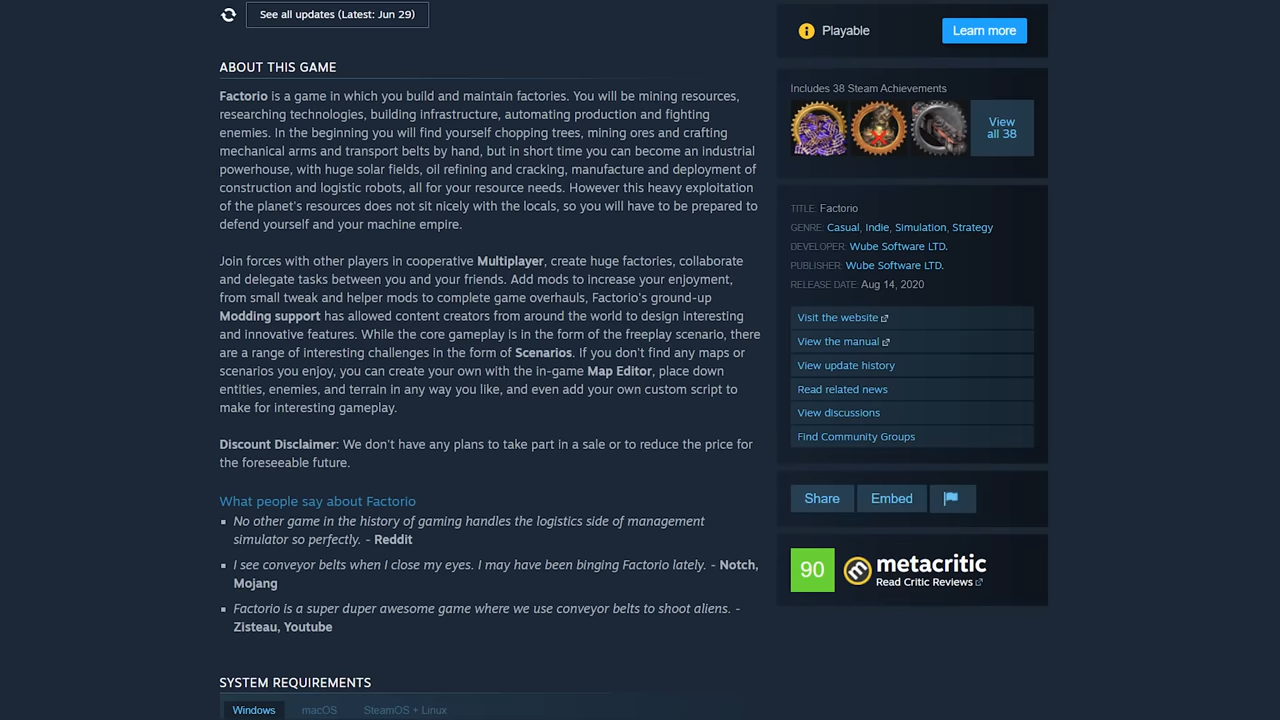 See all updates (Latest: Jun 29)
ABOUT THIS GAME
Factorio is a game in which you build and maintain factories. You will be mining resources,
researching technologies, building infrastructure, automating production and fighting
enemies. In the beginning you will find yourself chopping trees, mining ores and crafting
mechanical arms and transport belts by hand, but in short time you can become an industrial
powerhouse, with huge solar fields, oil refining and cracking, manufacture and deployment of
construction and logistic robots, all for your resource needs. However this heavy exploitation
of the planet's resources does not sit nicely with the locals, so you will have to be prepared to
defend yourself and your machine empire.
Join forces with other players in cooperative Multiplayer, create huge factories, collaborate
and delegate tasks between you and your friends. Add mods to increase your enjoyment,
from small tweak and helper mods to complete game overhauls, Factorio's ground-up
Modding support has allowed content creators from around the world to design interesting
and innovative features. While the core gameplay is in the form of the freeplay scenario, there
are a range of interesting challenges in the form of Scenarios. If you don't find any maps or
scenarios you enjoy, you can create your own with the in-game Map Editor, place down
entities, enemies, and terrain in any way you like, and even add your own custom script to
make for interesting gameplay.
Discount Disclaimer: We don't have any plans to take part in a sale or to reduce the price for
the foreseeable future.
What people say about Factorio
No other game in the history of gaming handles the logistics side of management
simulator so perfectly. - Reddit
I see conveyor belts when I close my eyes. I may have been binging Factorio lately. - Notch,
Mojang
Factorio is a super duper awesome game where we use conveyor belts to shoot aliens. -
Zisteau, Youtube
SYSTEM REQUIREMENTS
Windows
macOS
SteamOS + Linux
Playable
Learn more
Includes 38 Steam Achievements
View
all 38
TITLE: Factorio
GENRE: Casual, Indie, Simulation, Strategy
DEVELOPER: Wube Software LTD.
PUBLISHER: Wube Software LTD.
RELEASE DATE: Aug 14, 2020
Visit the website
View the manual
View update history
Read related news
View discussions
Find Community Groups
Share
Embed
90
metacritic
Read Critic Reviews